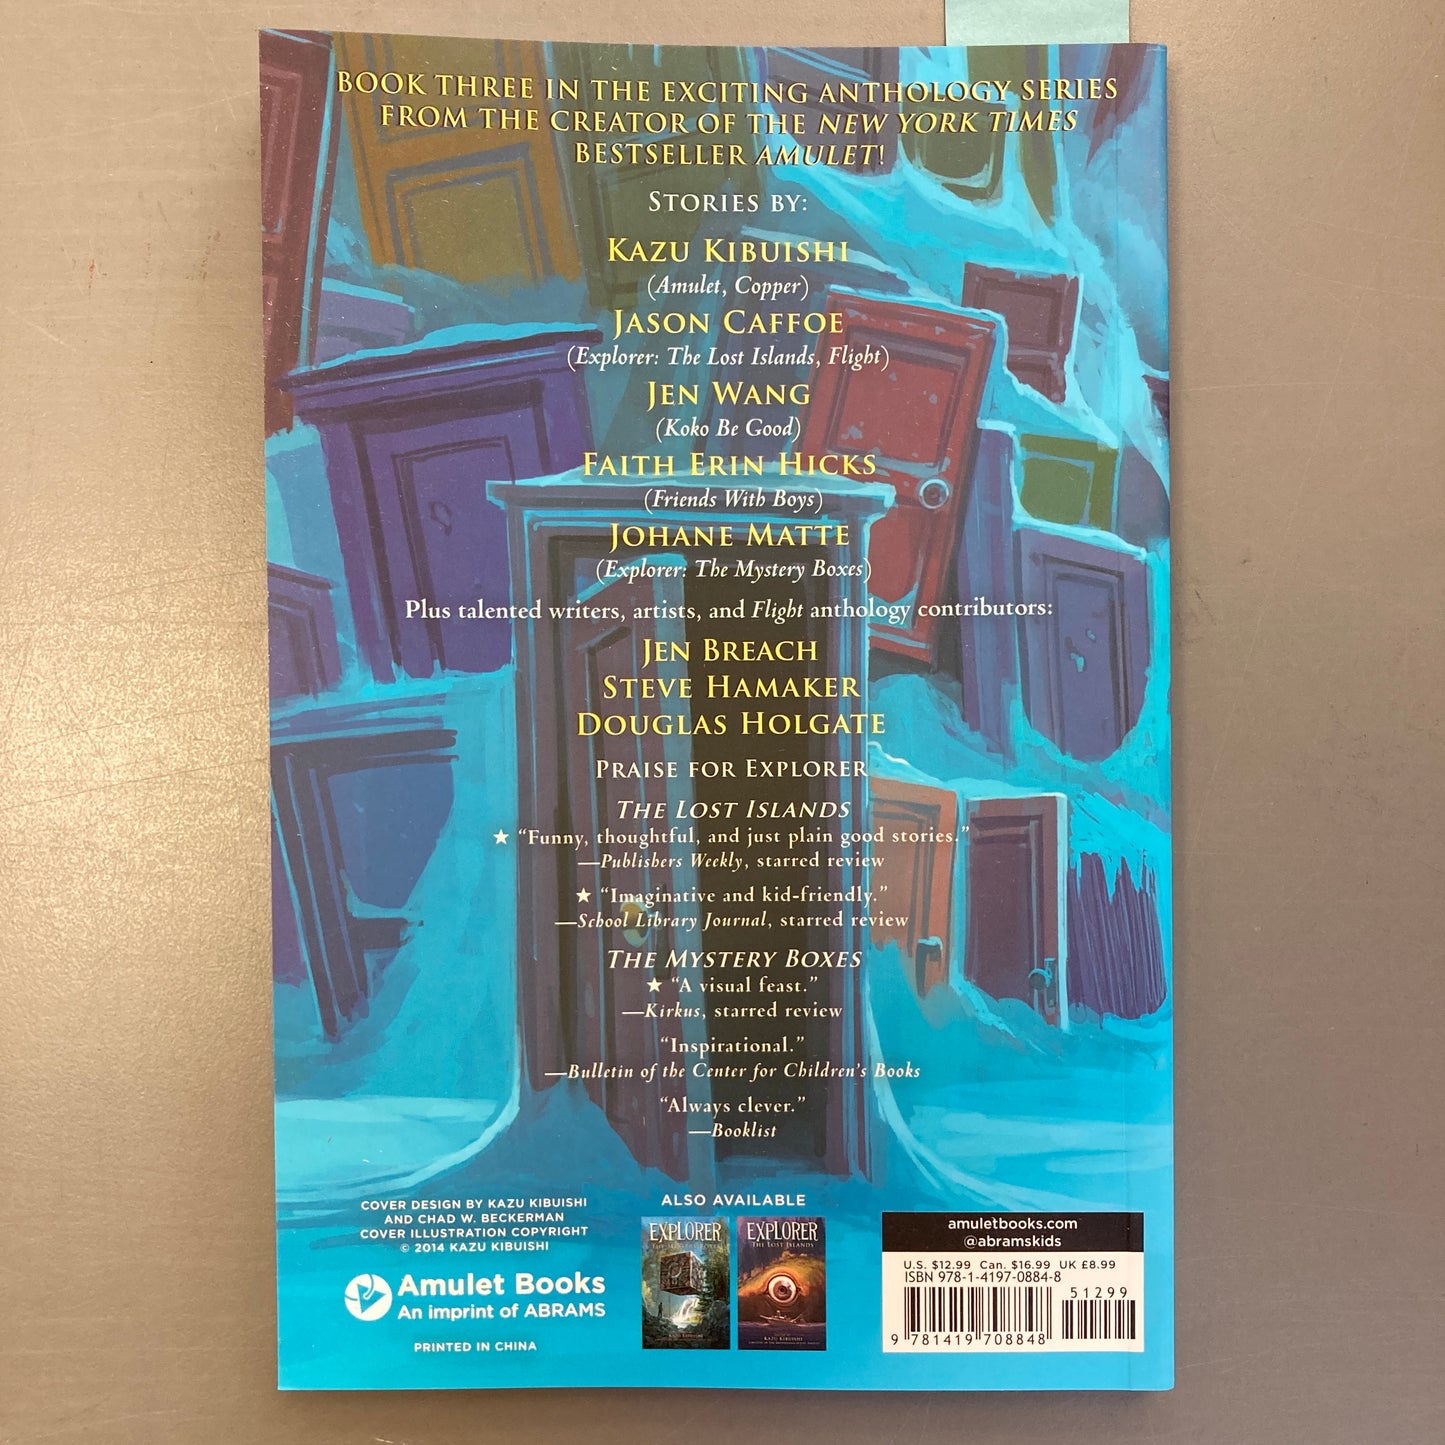 BOOK THREE IN THE EXCITING ANTHOLOGY SERIES
FROM THE CREATOR OF THE NEW YORK TIMES
BESTSELLER AMULET!
STORIES BY:
KAZU KIBUISHI
(Amulet, Copper)
JASON CAFFOE
(Explorer: The Lost Islands, Flight)
JEN WANG
(Koko Be Good)
FAITH ERIN HICKS
(Friends With Boys)
JOHANE MATTE
(Explorer: The Mystery Boxes)
Plus talented writers, artists, and Flight anthology contributors:
JEN BREACH
STEVE HAMAKER
DOUGLAS HOLGATE
PRAISE FOR EXPLORER
THE LOST ISLANDS
★ “Funny, thoughtful, and just plain good stories.”
—Publishers Weekly, starred review
★ “Imaginative and kid-friendly.”
—School Library Journal, starred review
THE MYSTERY BOXES
★ “A visual feast.”
—Kirkus, starred review
“Inspirational.”
—Bulletin of the Center for Children’s Books
“Always clever.”
—Booklist
COVER DESIGN BY KAZU KIBUISHI
AND CHAD W. BECKERMAN
COVER ILLUSTRATION COPYRIGHT
© 2014 KAZU KIBUISHI
Amulet Books
An imprint of ABRAMS
PRINTED IN CHINA
ALSO AVAILABLE
EXPLORER
THE MYSTERY BOXES
KAZU KIBUISHI
EXPLORER
THE LOST ISLANDS
KAZU KIBUISHI
amuletbooks.com
@abramskids
U.S. $12.99 Can. $16.99 UK £8.99
ISBN 978-1-4197-0884-8
51299
9 781419 708848